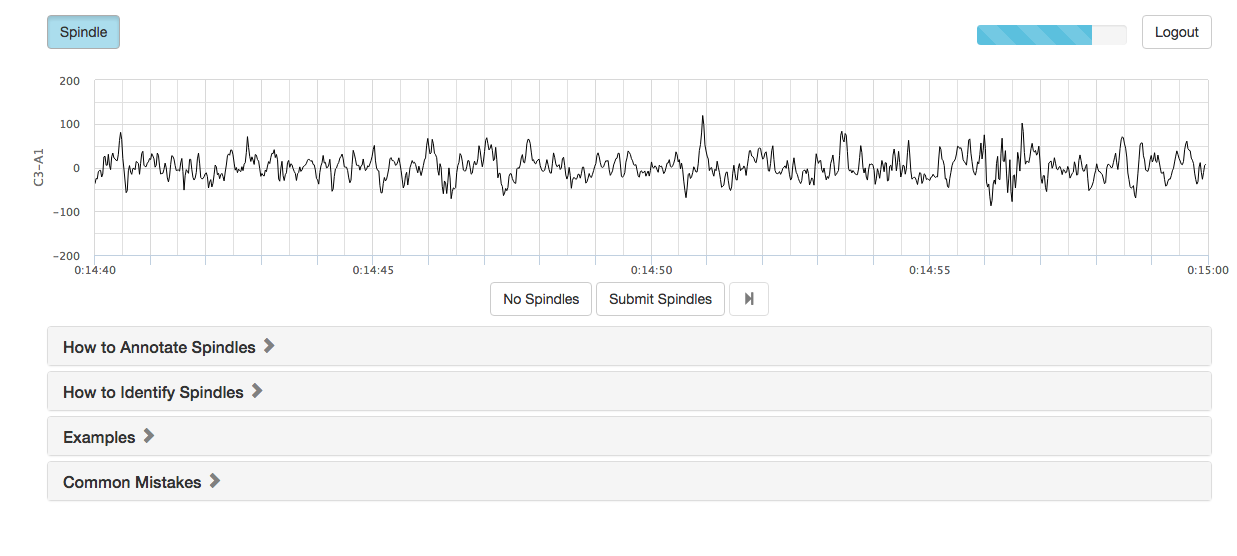 Spindle
Logout
200
100
0
−100
−200
C3−A1
0:14:40 0:14:45 0:14:50 0:14:55 0:15:00
No Spindles Submit Spindles
How to Annotate Spindles
How to Identify Spindles
Examples
Common Mistakes